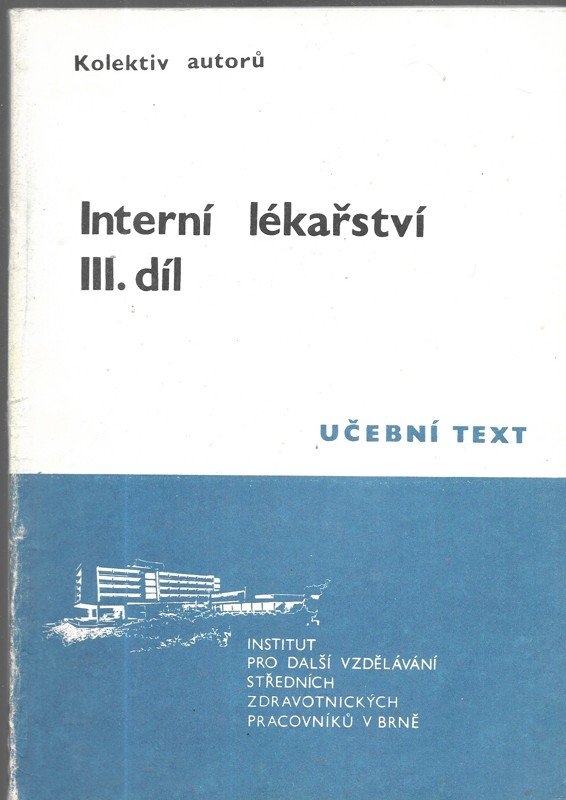 Kolektiv autorů
Interní lékařství
III. díl
UČEBNÍ TEXT
INSTITUT
PRO DALŠÍ VZDĚLÁVÁNÍ
STŘEDNÍCH
ZDRAVOTNICKÝCH
PRACOVNÍKŮ V BRNĚ